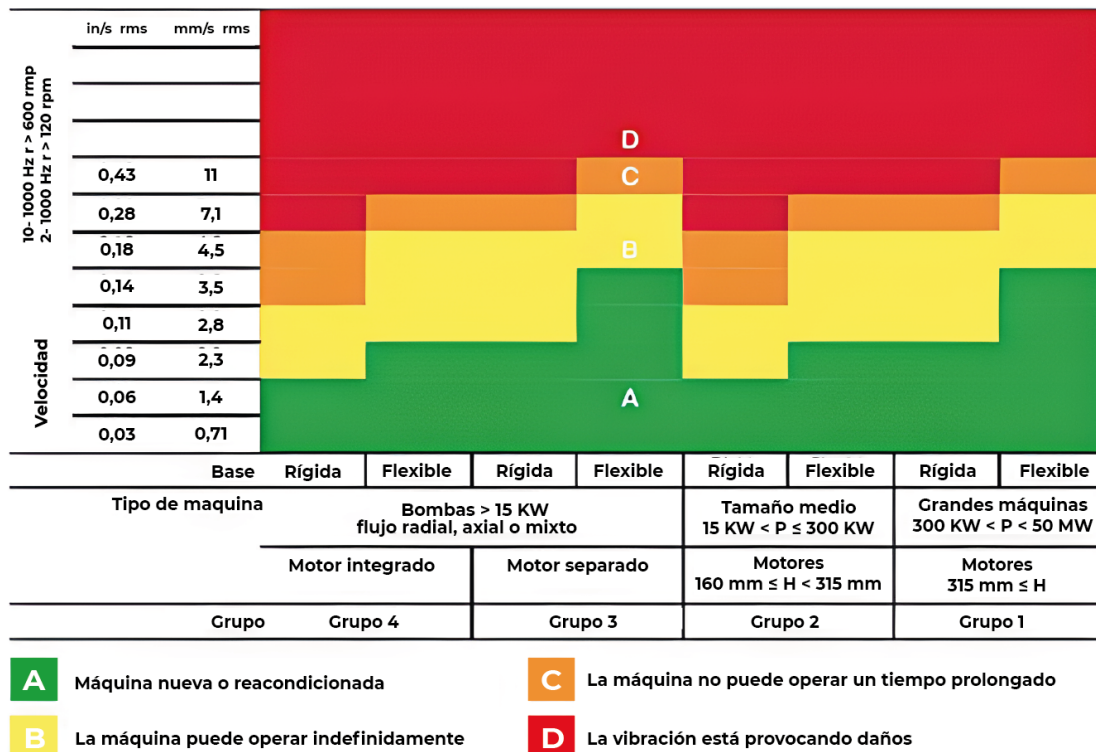 in/s rms mm/s rms
10- 1000 Hz r > 600 rmp
2- 1000 Hz r > 120 rpm
Velocidad
D
0,43 11 C
0,28 7,1
0,18 4,5 B
0,14 3,5
0,11 2,8
0,09 2,3
0,06 1,4 A
0,03 0,71
Base Rígida Flexible Rígida Flexible Rígida Flexible Rígida Flexible
Tipo de maquina
Bombas > 15 KW
flujo radial, axial o mixto
Tamaño medio
15 KW < P ≤ 300 KW
Grandes máquinas
300 KW < P < 50 MW
Motor integrado
Motor separado
Motores
160 mm ≤ H < 315 mm
Motores
315 mm ≤ H
Grupo Grupo 4 Grupo 3 Grupo 2 Grupo 1
A Máquina nueva o reacondicionada
C La máquina no puede operar un tiempo prolongado
B La máquina puede operar indefinidamente
D La vibración está provocando daños